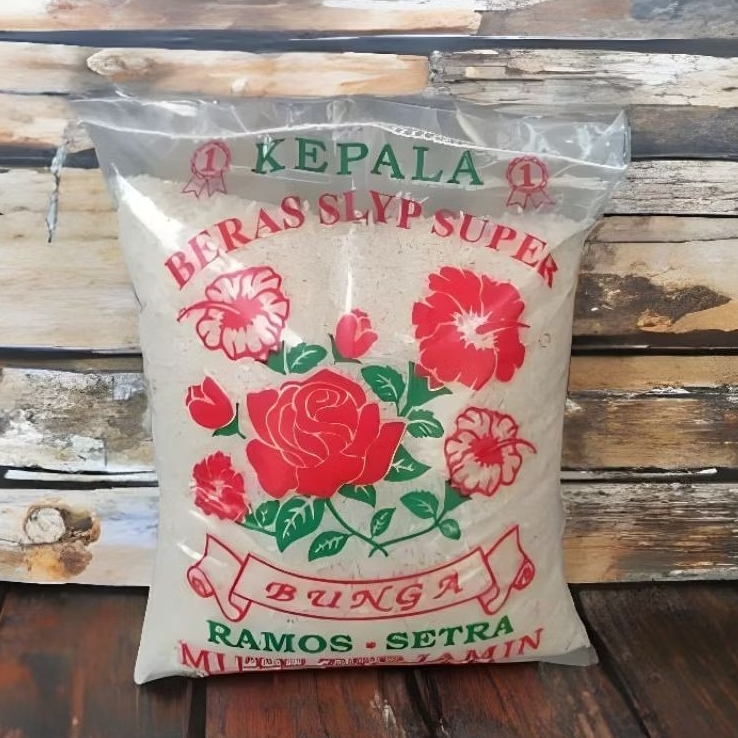 1 KEPALA 1
BERAS SLYP SUPER
BUNGA
RAMOS - SETRA